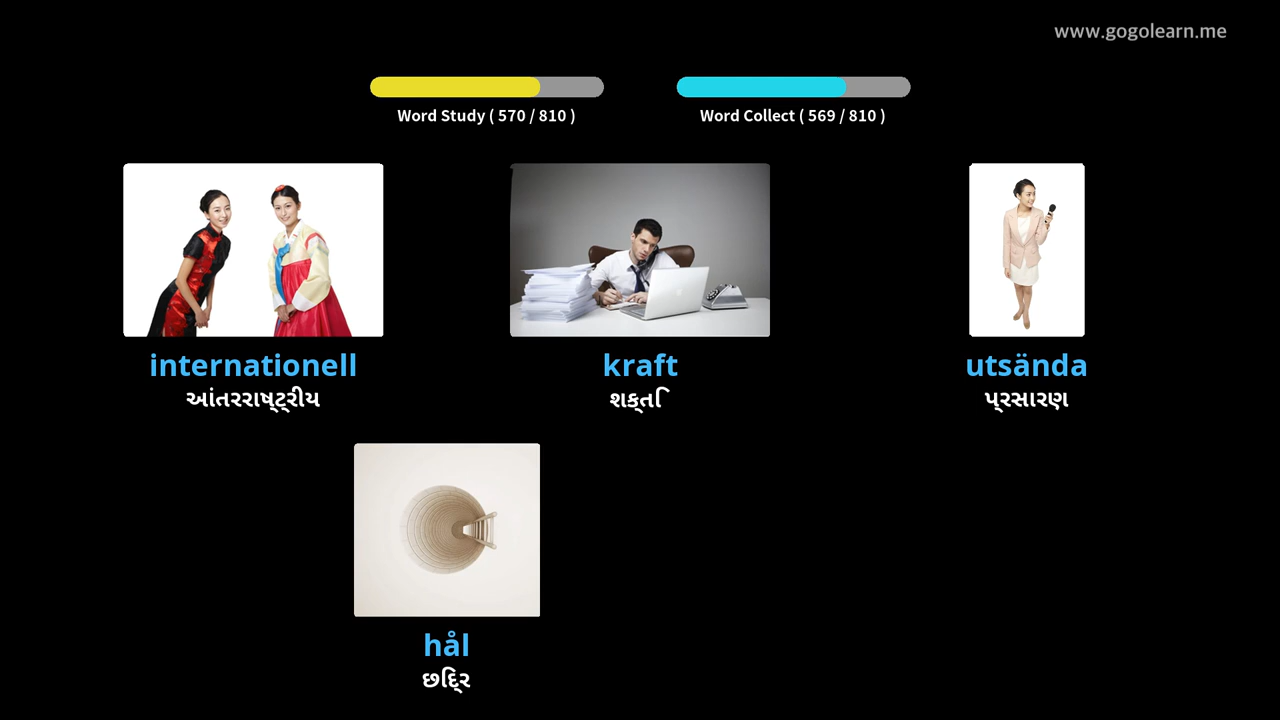 www.gogolearn.me
Word Study ( 570 / 810 )
Word Collect ( 569 / 810 )
internationell
આંતરરાષ્ટ્રીય
kraft
શક્તિ
utsända
પ્રસારણ
hål
છિદ્ર